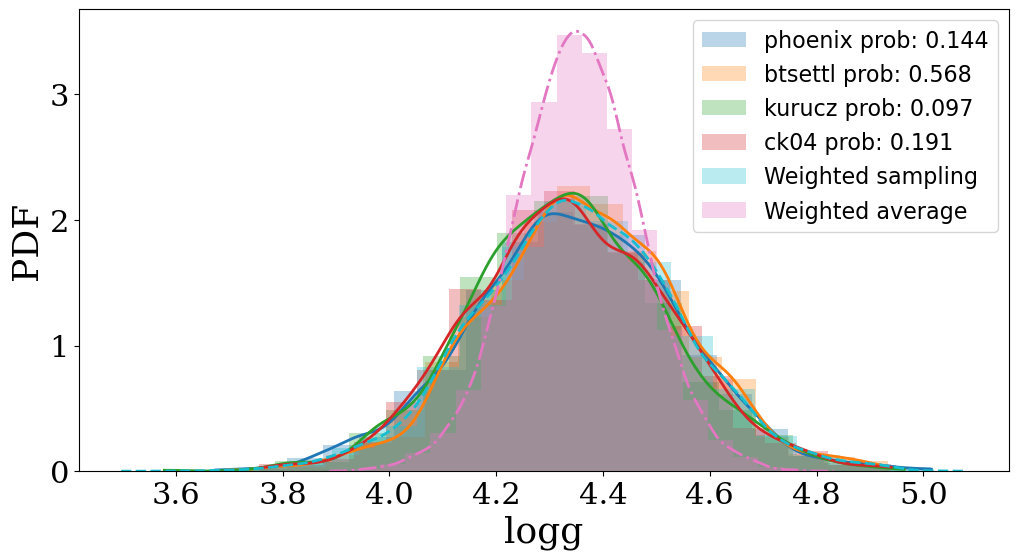 phoenix prob: 0.144
btsettl prob: 0.568
kurucz prob: 0.097
ck04 prob: 0.191
Weighted sampling
Weighted average
PDF
3
2
1
0
3.6 3.8 4.0 4.2 4.4 4.6 4.8 5.0
logg